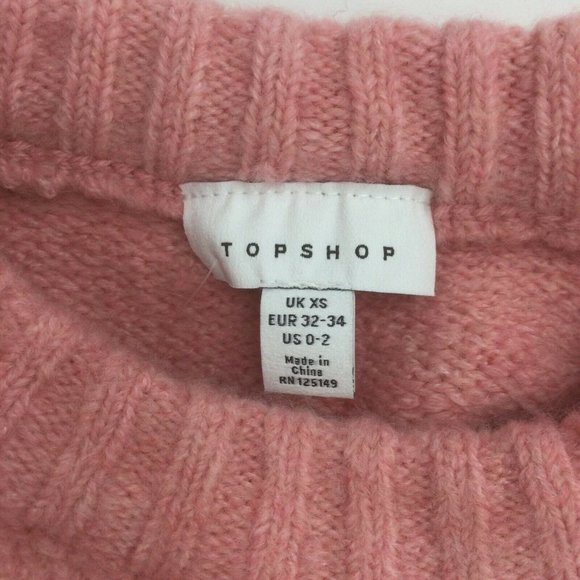 TOPSHOP
UK XS
EUR 32-34
US 0-2
Made in
China
RN 125149